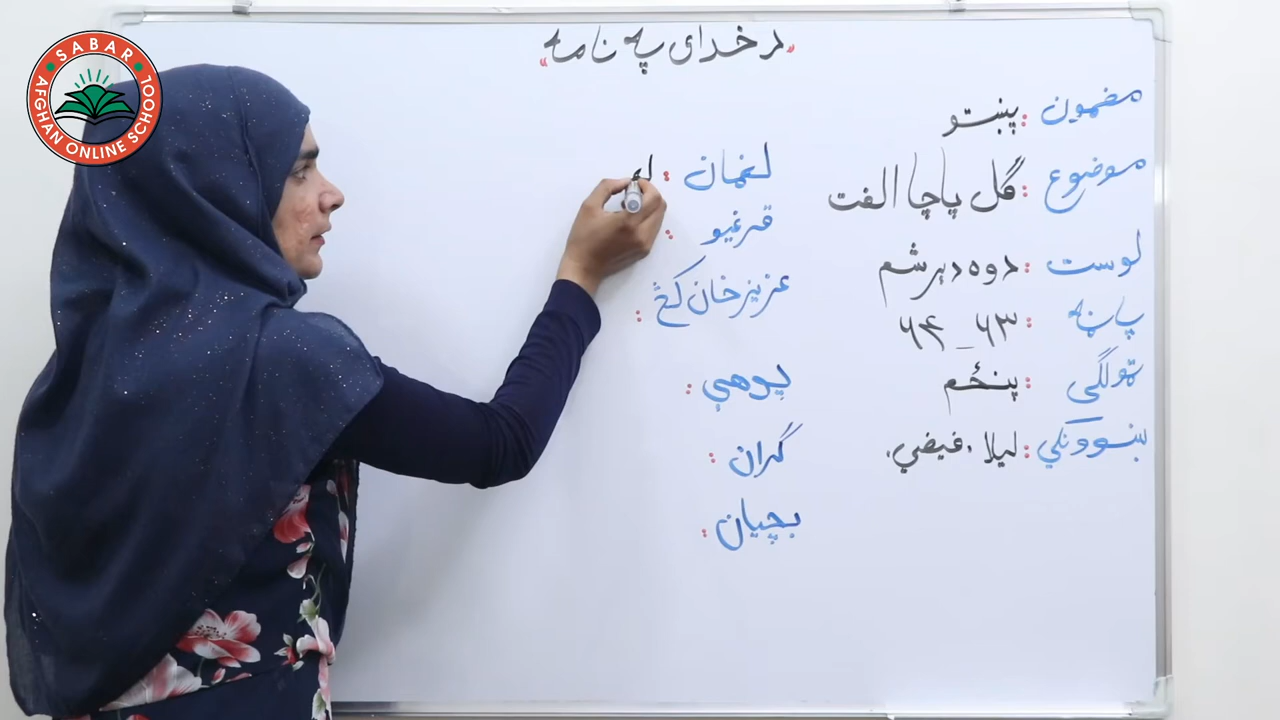 د خدای په نامه
مضمون : پښتو
موضوع : ګل پاچا الفت
لوست : دوه دېرشم
پاڼه : ۶۳ _ ۶۴
ټولګی : پنځم
ښوونکې : لیلا "فیضي"
لغمان : له
قرغیو :
عزیزخان کڅ :
پوهې :
ګران :
بچیان :
SABAR
AFGHAN ONLINE SCHOOL